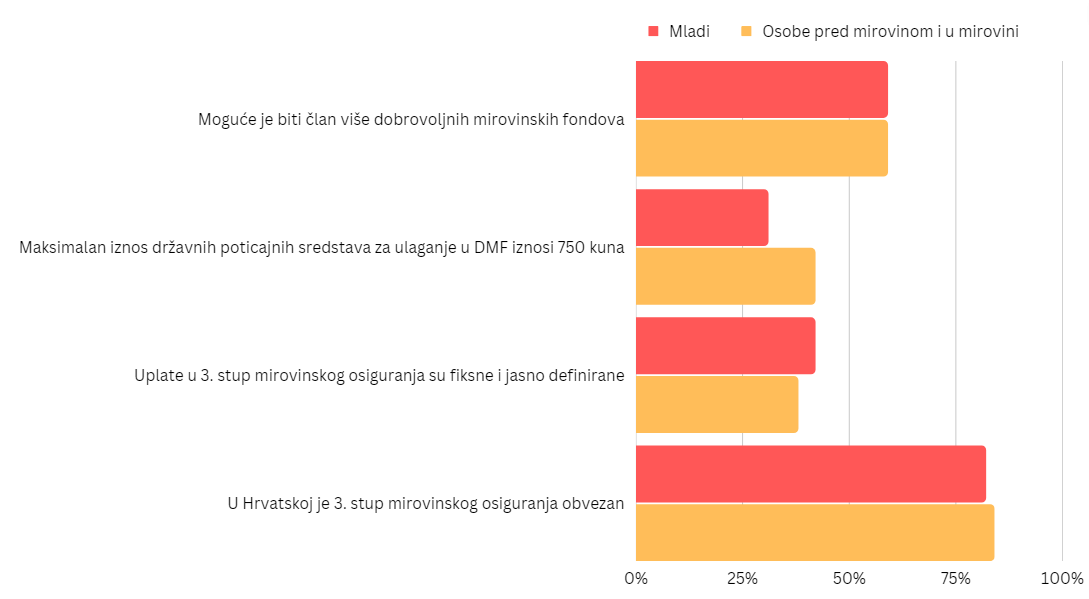 Mladi
Osobe pred mirovinom i u mirovini
Moguće je biti član više dobrovoljnih mirovinskih fondova
Maksimalan iznos državnih poticajnih sredstava za ulaganje u DMF iznosi 750 kuna
Uplate u 3. stup mirovinskog osiguranja su fiksne i jasno definirane
U Hrvatskoj je 3. stup mirovinskog osiguranja obvezan
0% 25% 50% 75% 100%